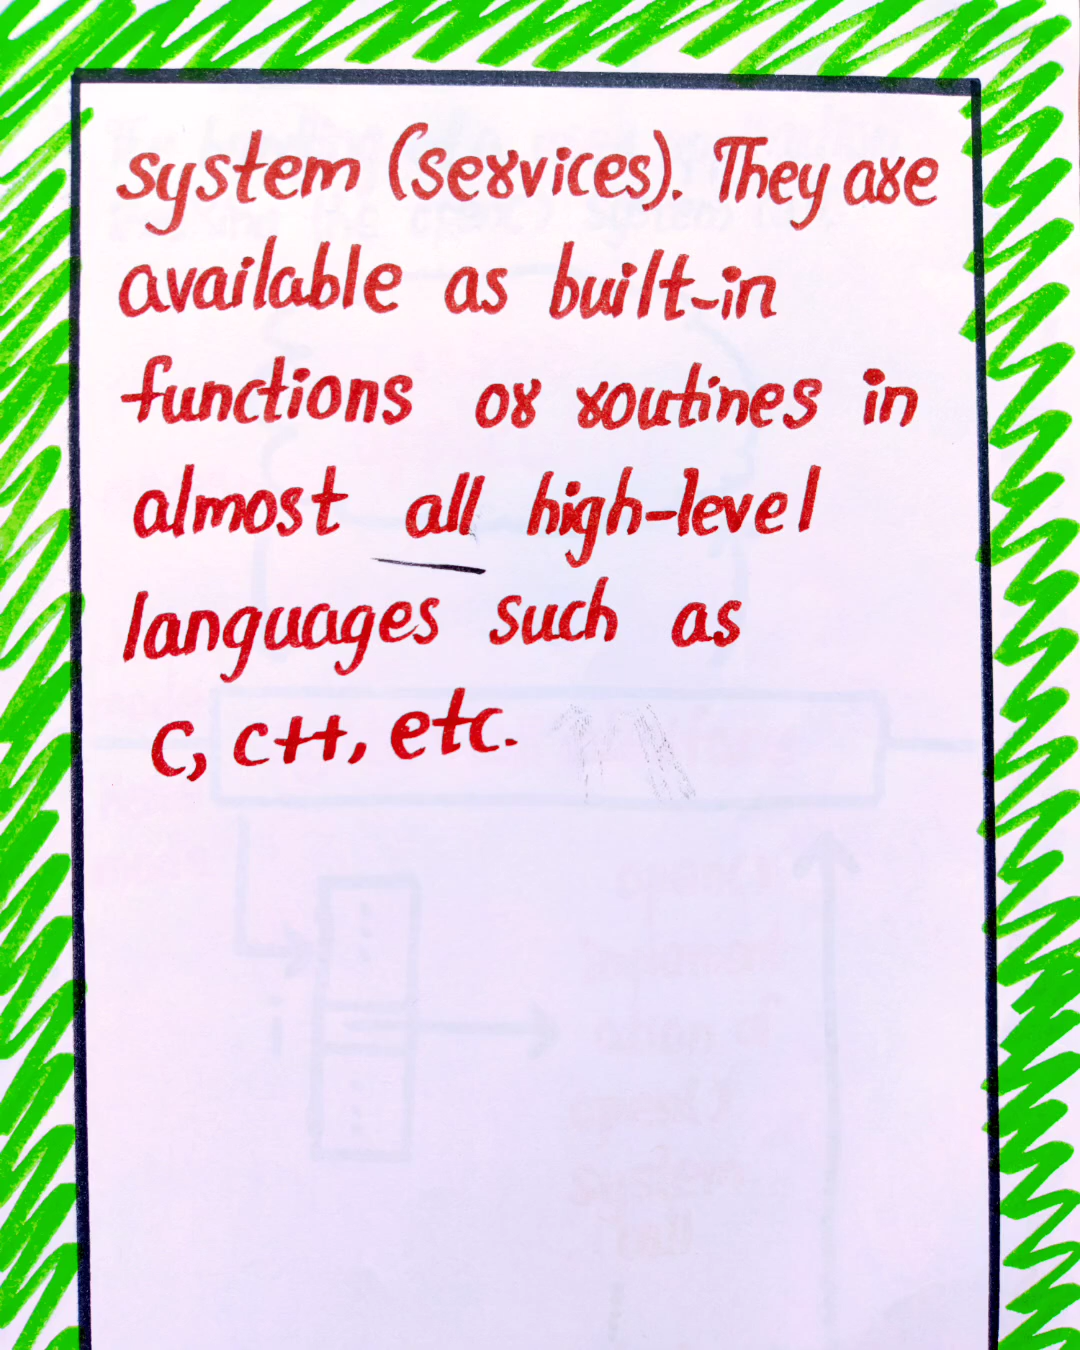 system (services). They are
available as built-in
functions or routines in
almost all high-level
languages such as
C, C++, etc.